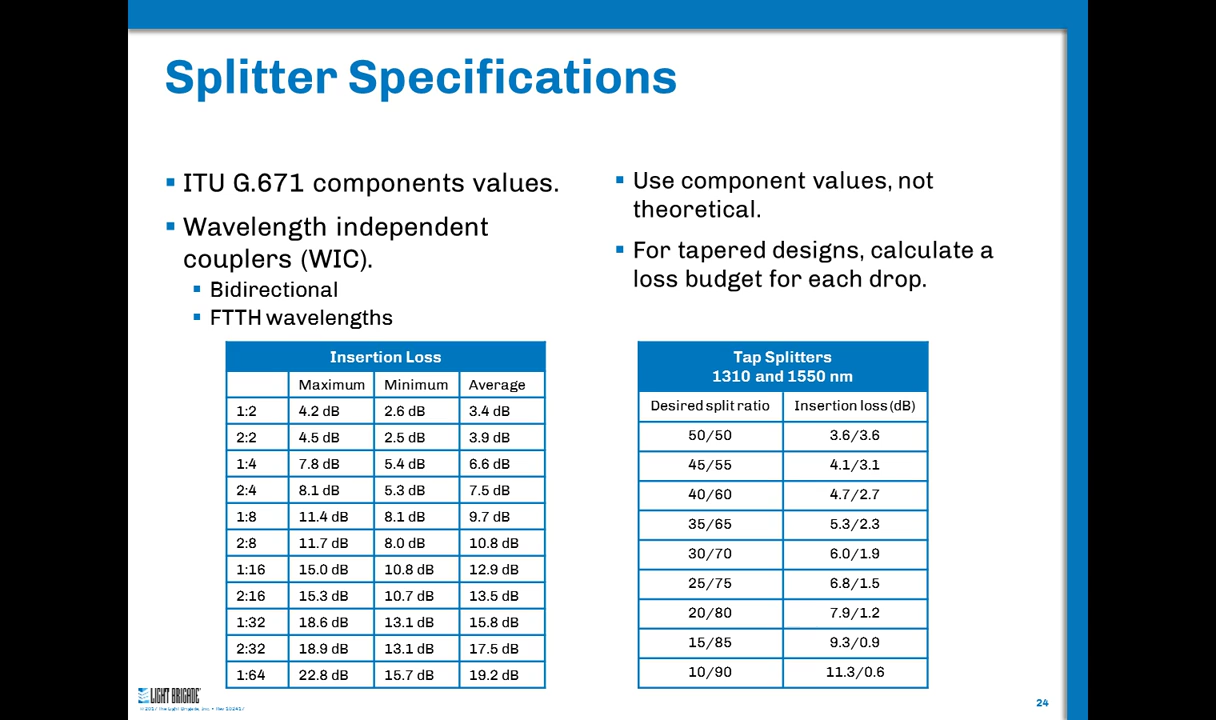 Splitter Specifications
ITU G.671 components values.
Wavelength independent
couplers (WIC).
Bidirectional
FTTH wavelengths
Use component values, not
theoretical.
For tapered designs, calculate a
loss budget for each drop.
Insertion Loss
Maximum Minimum Average
1:2 4.2 dB 2.6 dB 3.4 dB
2:2 4.5 dB 2.5 dB 3.9 dB
1:4 7.8 dB 5.4 dB 6.6 dB
2:4 8.1 dB 5.3 dB 7.5 dB
1:8 11.4 dB 8.1 dB 9.7 dB
2:8 11.7 dB 8.0 dB 10.8 dB
1:16 15.0 dB 10.8 dB 12.9 dB
2:16 15.3 dB 10.7 dB 13.5 dB
1:32 18.6 dB 13.1 dB 15.8 dB
2:32 18.9 dB 13.1 dB 17.5 dB
1:64 22.8 dB 15.7 dB 19.2 dB
Tap Splitters
1310 and 1550 nm
Desired split ratio Insertion loss (dB)
50/50 3.6/3.6
45/55 4.1/3.1
40/60 4.7/2.7
35/65 5.3/2.3
30/70 6.0/1.9
25/75 6.8/1.5
20/80 7.9/1.2
15/85 9.3/0.9
10/90 11.3/0.6
LIGHT BRIGADE
©2017 The Light Brigade, Inc. • Rev 102417
24